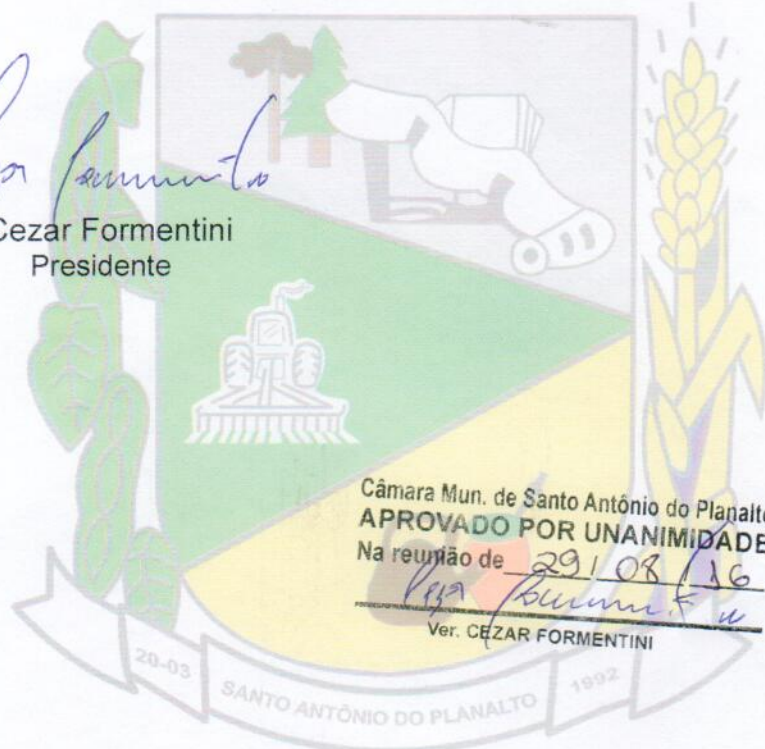 Cezar Formentini
Presidente
Câmara Mun. de Santo Antônio do Planalto
APROVADO POR UNANIMIDADE
Na reunião de 29 / 08 / 16
Ver. CEZAR FORMENTINI
20-03 SANTO ANTÔNIO DO PLANALTO 1992